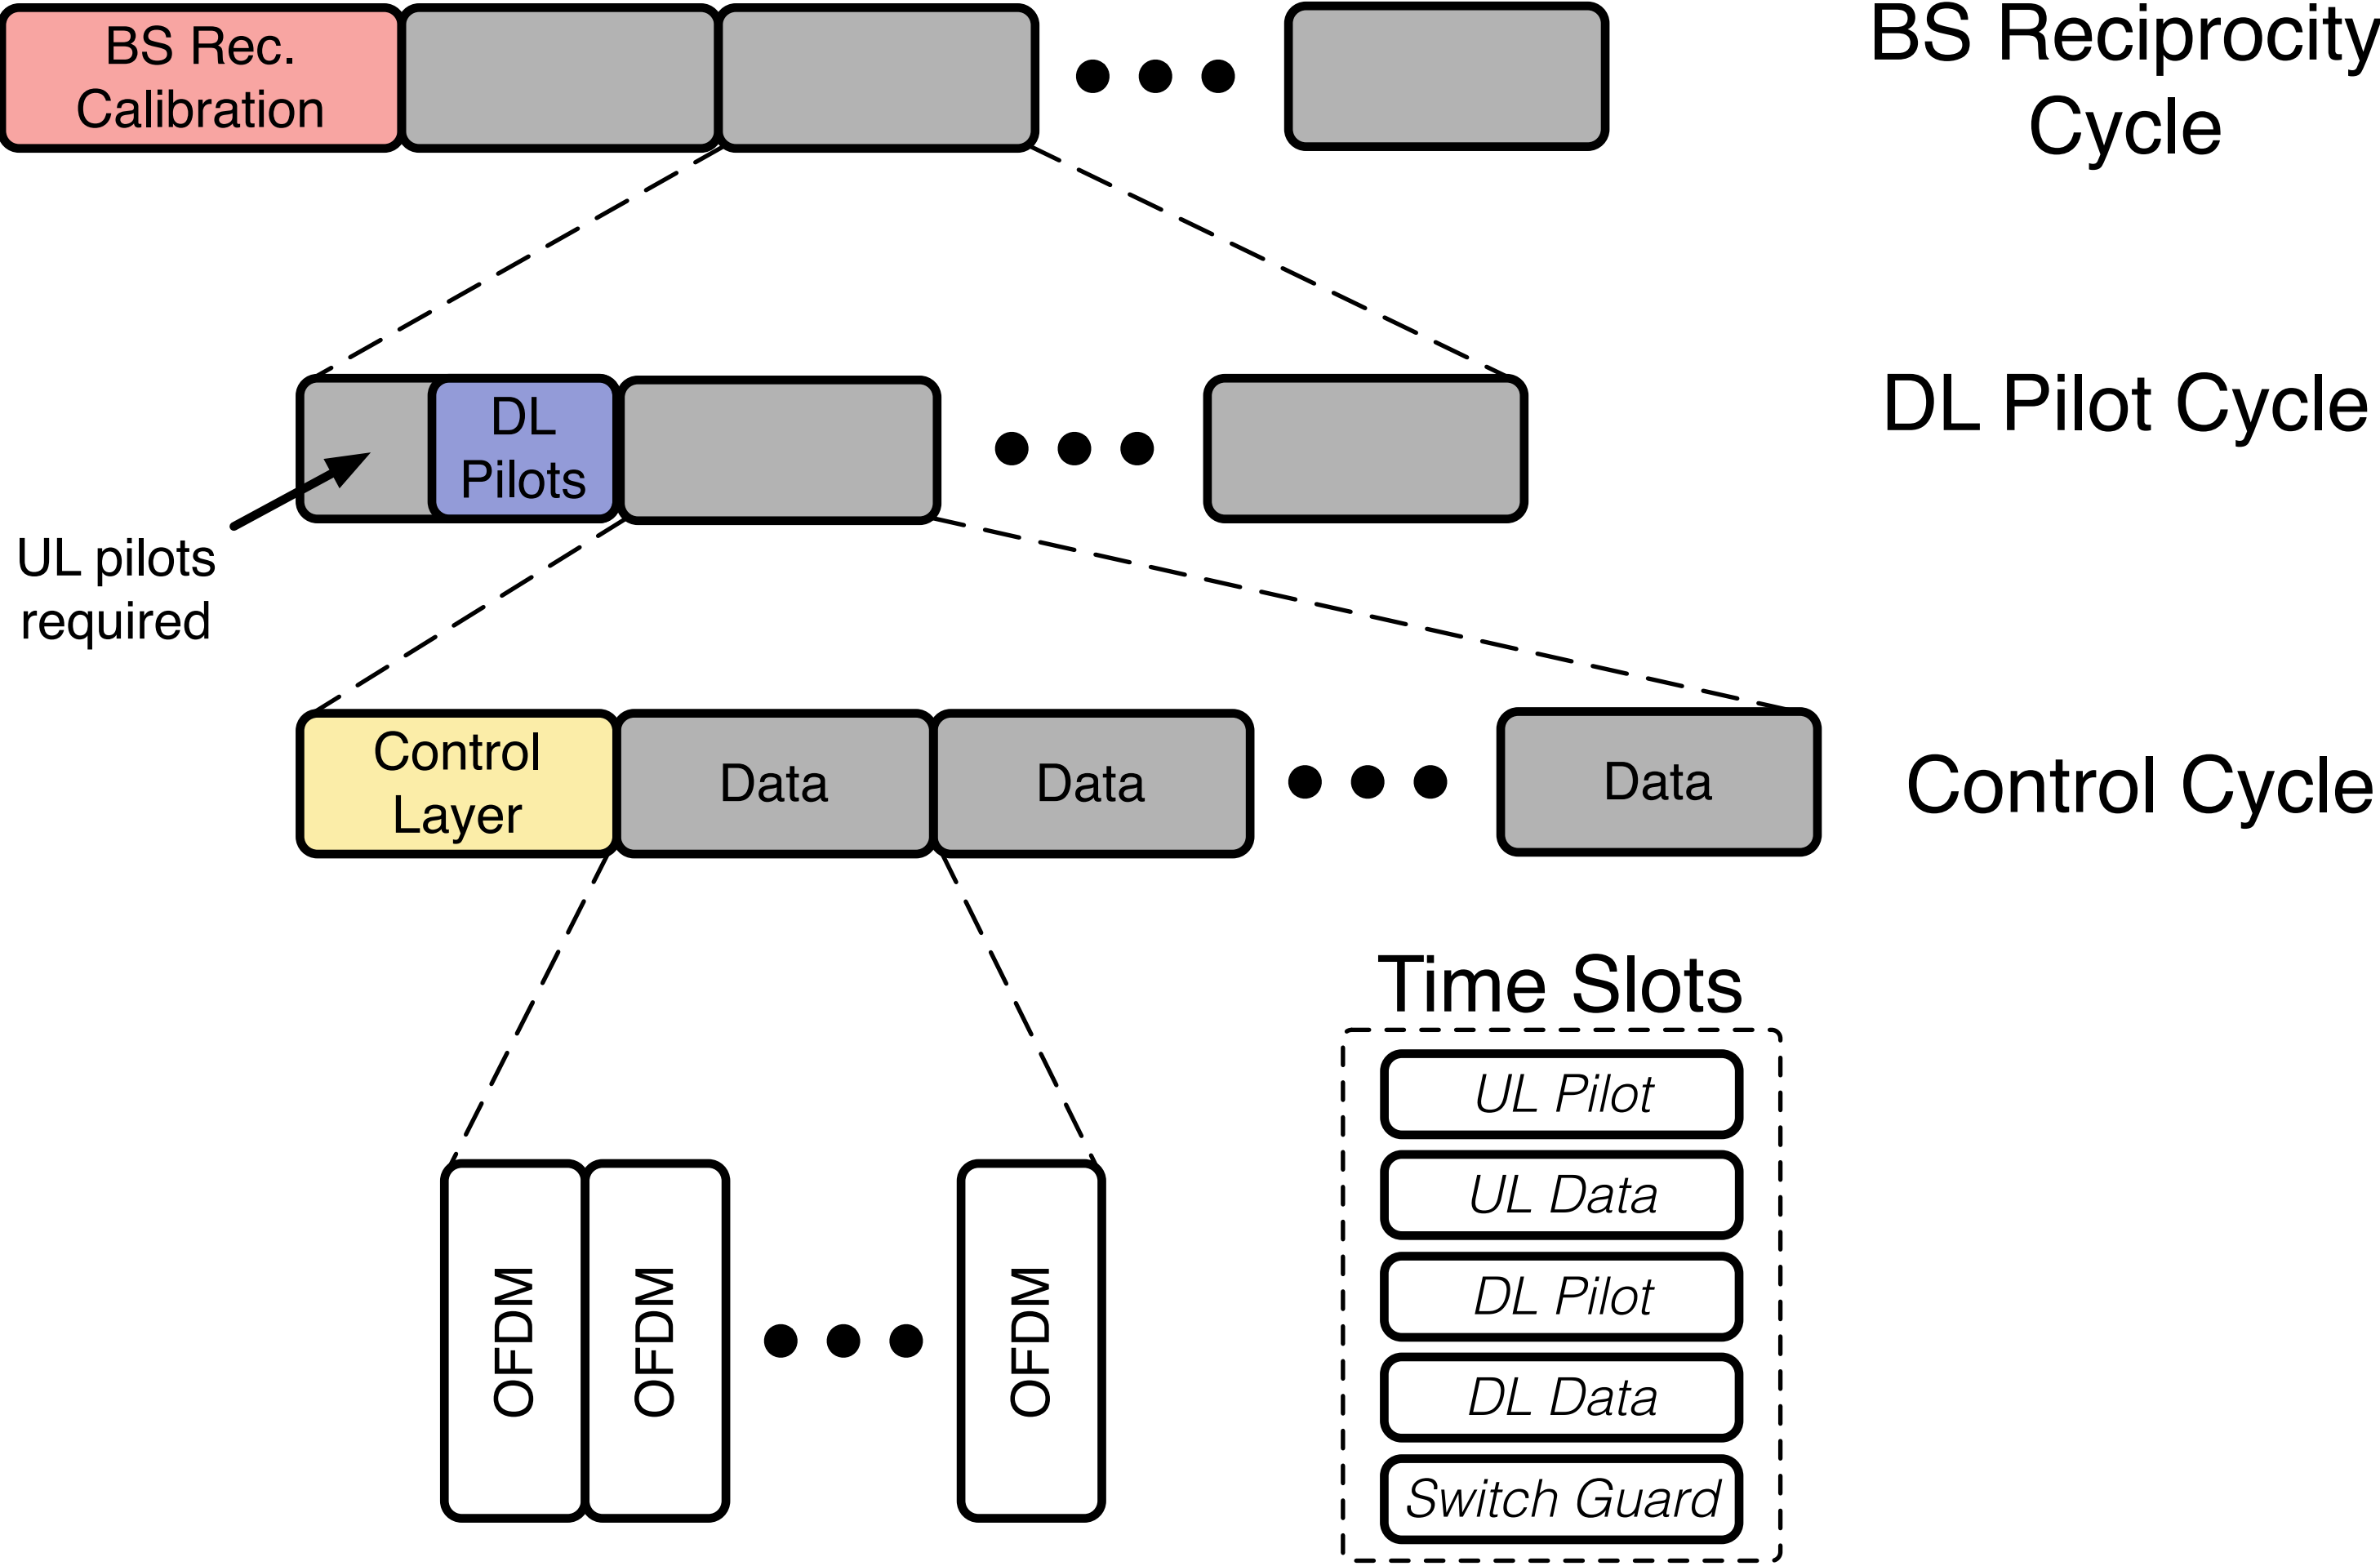 BS Rec.
Calibration
BS Reciprocity
Cycle
DL
Pilots
DL Pilot Cycle
UL pilots
required
Control
Layer
Data
Data
Data
Control Cycle
Time Slots
UL Pilot
UL Data
DL Pilot
DL Data
Switch Guard
OFDM
OFDM
OFDM